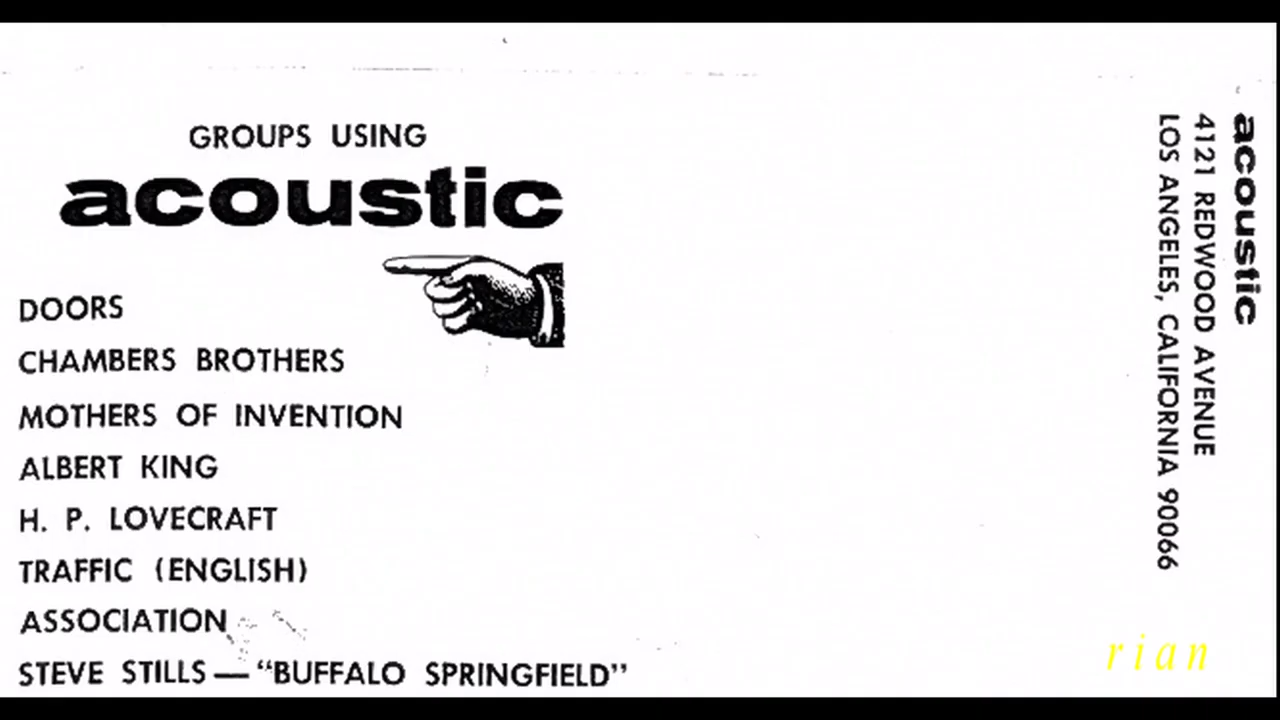 GROUPS USING
acoustic
DOORS
CHAMBERS BROTHERS
MOTHERS OF INVENTION
ALBERT KING
H. P. LOVECRAFT
TRAFFIC (ENGLISH)
ASSOCIATION
STEVE STILLS — “BUFFALO SPRINGFIELD”
acoustic
4121 REDWOOD AVENUE
LOS ANGELES, CALIFORNIA 90066
rian